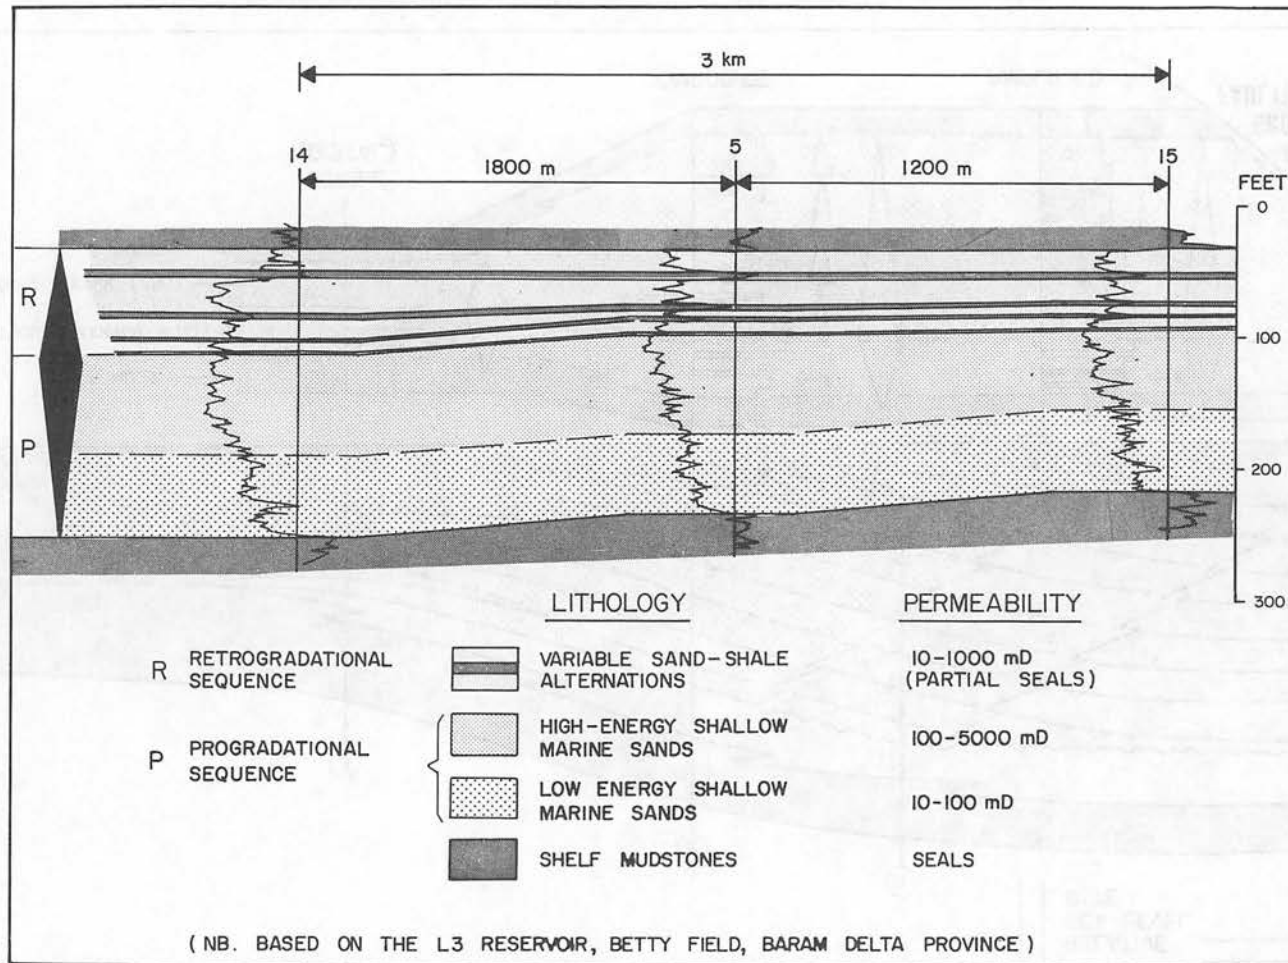 3 km
14
1800 m
5
1200 m
15
FEET
0
R
100
P
200
300
LITHOLOGY
PERMEABILITY
R RETROGRADATIONAL SEQUENCE
VARIABLE SAND-SHALE ALTERNATIONS
10-1000 mD (PARTIAL SEALS)
P PROGRADATIONAL SEQUENCE
HIGH-ENERGY SHALLOW MARINE SANDS
100-5000 mD
LOW ENERGY SHALLOW MARINE SANDS
10-100 mD
SHELF MUDSTONES
SEALS
( NB. BASED ON THE L3 RESERVOIR, BETTY FIELD, BARAM DELTA PROVINCE )